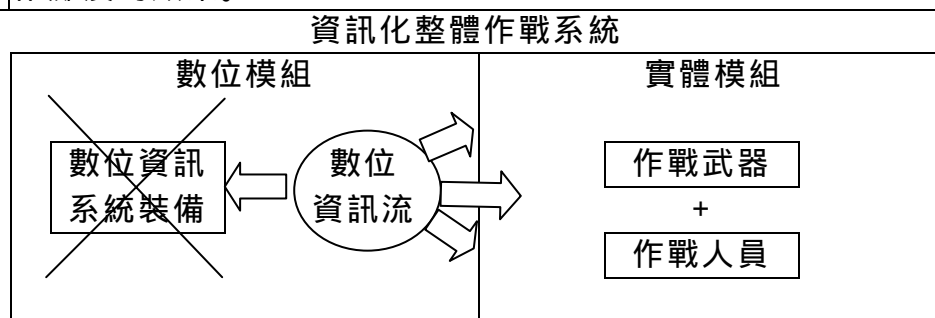 資訊化整體作戰系統
數位模組
實體模組
數位資訊
系統裝備
數位
資訊流
作戰武器
+
作戰人員